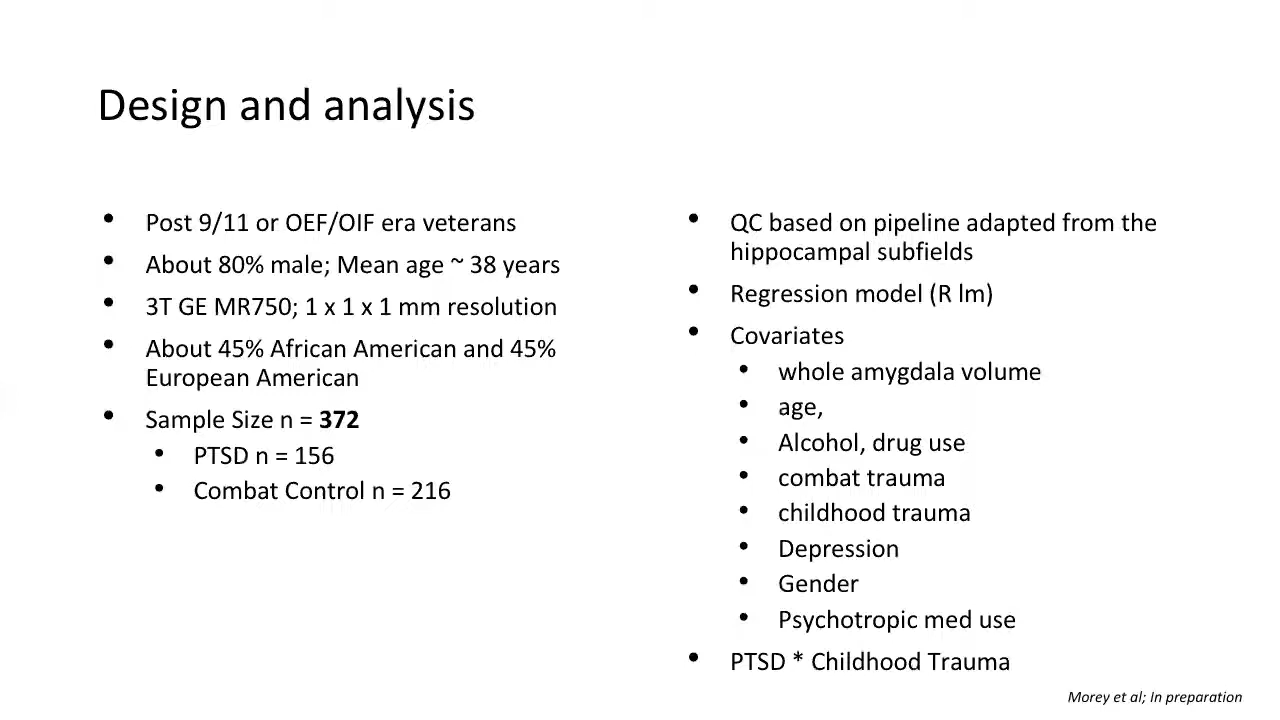 Design and analysis
• Post 9/11 or OEF/OIF era veterans
• About 80% male; Mean age ~ 38 years
• 3T GE MR750; 1 x 1 x 1 mm resolution
• About 45% African American and 45%
European American
• Sample Size n = 372
• PTSD n = 156
• Combat Control n = 216
• QC based on pipeline adapted from the
hippocampal subfields
• Regression model (R lm)
• Covariates
• whole amygdala volume
• age,
• Alcohol, drug use
• combat trauma
• childhood trauma
• Depression
• Gender
• Psychotropic med use
• PTSD * Childhood Trauma
Morey et al; In preparation